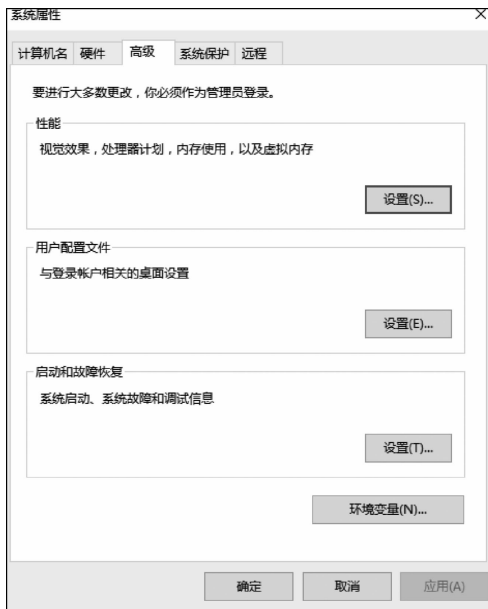 系统属性
计算机名 硬件 高级 系统保护 远程
要进行大多数更改，你必须作为管理员登录。
性能
视觉效果，处理器计划，内存使用，以及虚拟内存
设置(S)...
用户配置文件
与登录帐户相关的桌面设置
设置(E)...
启动和故障恢复
系统启动、系统故障和调试信息
设置(T)...
环境变量(N)...
确定 取消 应用(A)